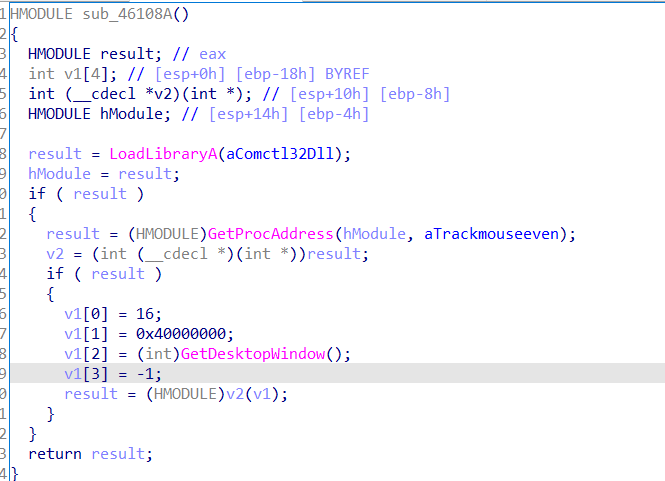 1 HMODULE sub_46108A()
2 {
3 HMODULE result; // eax
4 int v1[4]; // [esp+0h] [ebp-18h] BYREF
5 int (__cdecl *v2)(int *); // [esp+10h] [ebp-8h]
6 HMODULE hModule; // [esp+14h] [ebp-4h]
7
8 result = LoadLibraryA(aComctl32Dll);
9 hModule = result;
0 if ( result )
1 {
2 result = (HMODULE)GetProcAddress(hModule, aTrackmouseeven);
3 v2 = (int (__cdecl *)(int *))result;
4 if ( result )
5 {
6 v1[0] = 16;
7 v1[1] = 0x40000000;
8 v1[2] = (int)GetDesktopWindow();
9 v1[3] = -1;
0 result = (HMODULE)v2(v1);
1 }
2 }
3 return result;
4 }